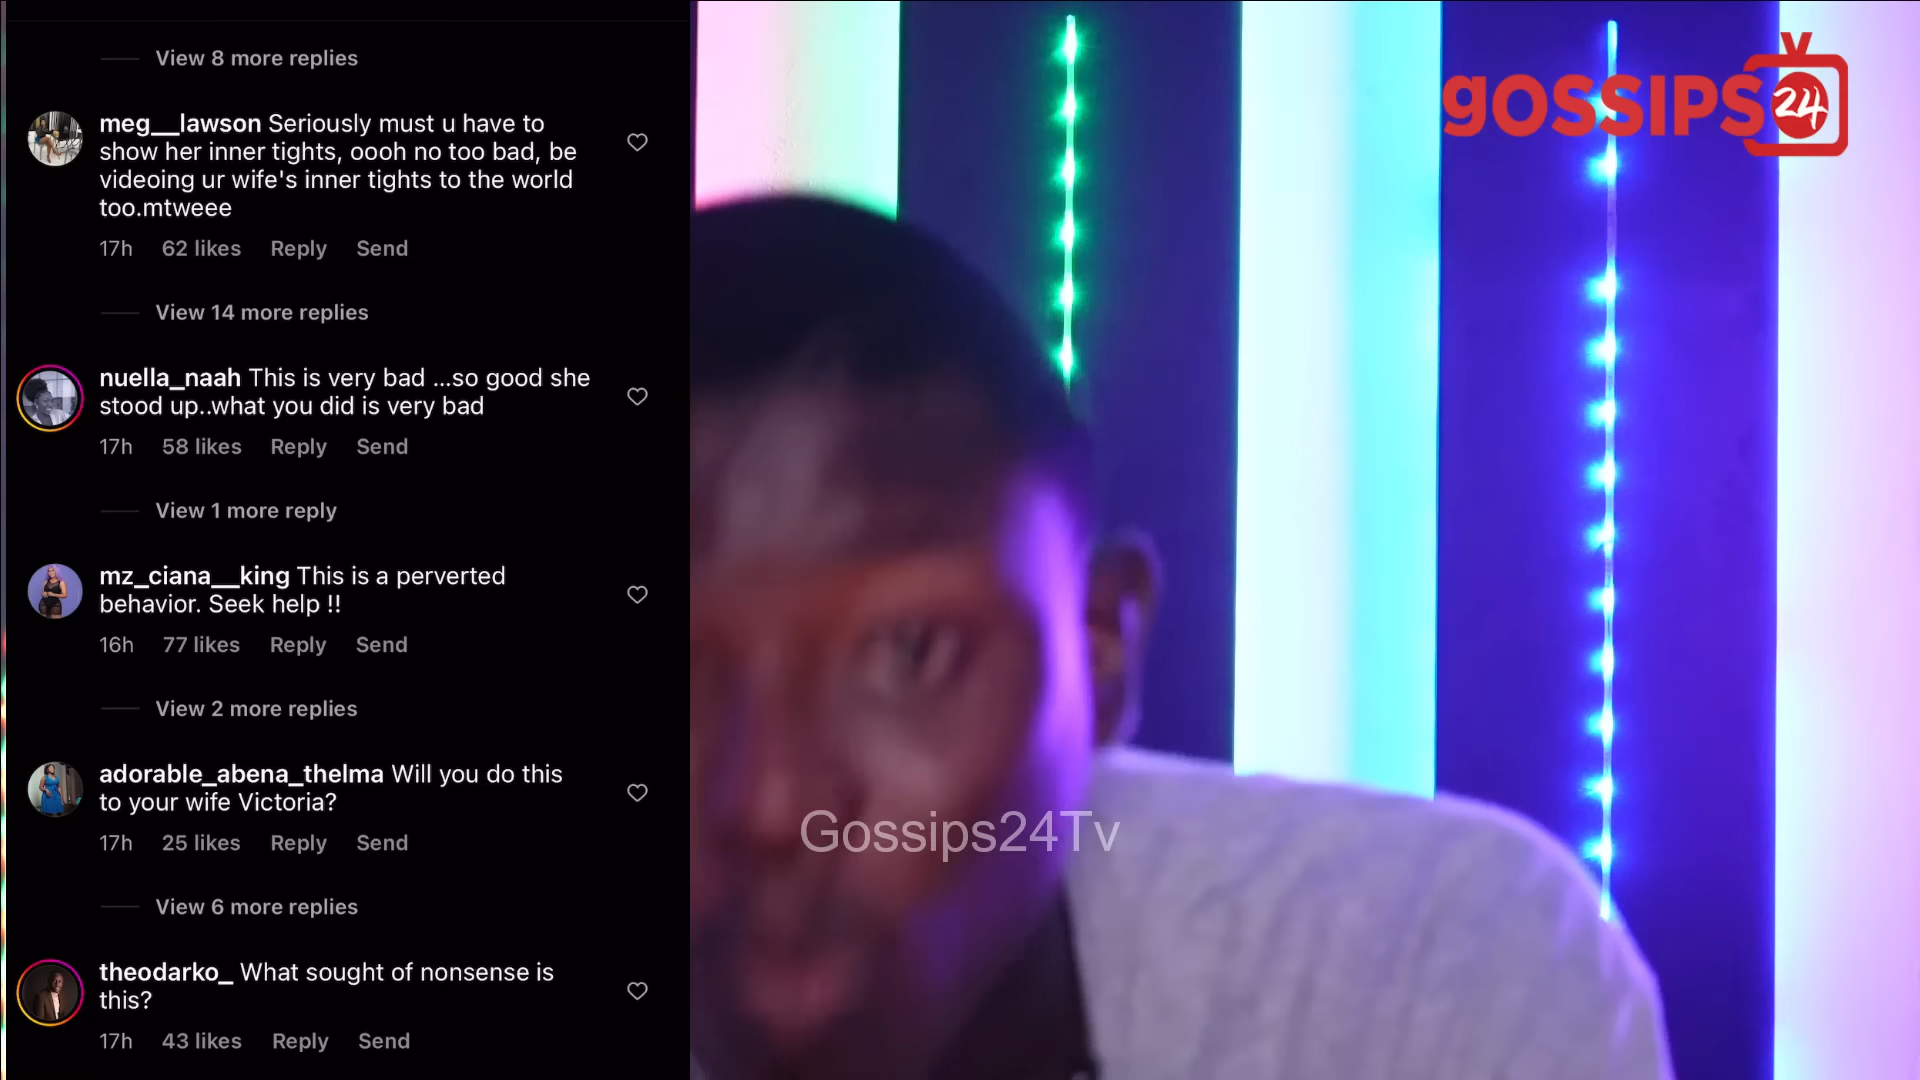 View 8 more replies
meg__lawson Seriously must u have to
show her inner tights, oooh no too bad, be
videoing ur wife's inner tights to the world
too.mtweee
17h 62 likes Reply Send
View 14 more replies
nuella_naah This is very bad ...so good she
stood up..what you did is very bad
17h 58 likes Reply Send
View 1 more reply
mz_ciana__king This is a perverted
behavior. Seek help !!
16h 77 likes Reply Send
View 2 more replies
adorable_abena_thelma Will you do this
to your wife Victoria?
17h 25 likes Reply Send
View 6 more replies
theodarko_ What sought of nonsense is
this?
17h 43 likes Reply Send
gOSSIPS 24
Gossips24Tv